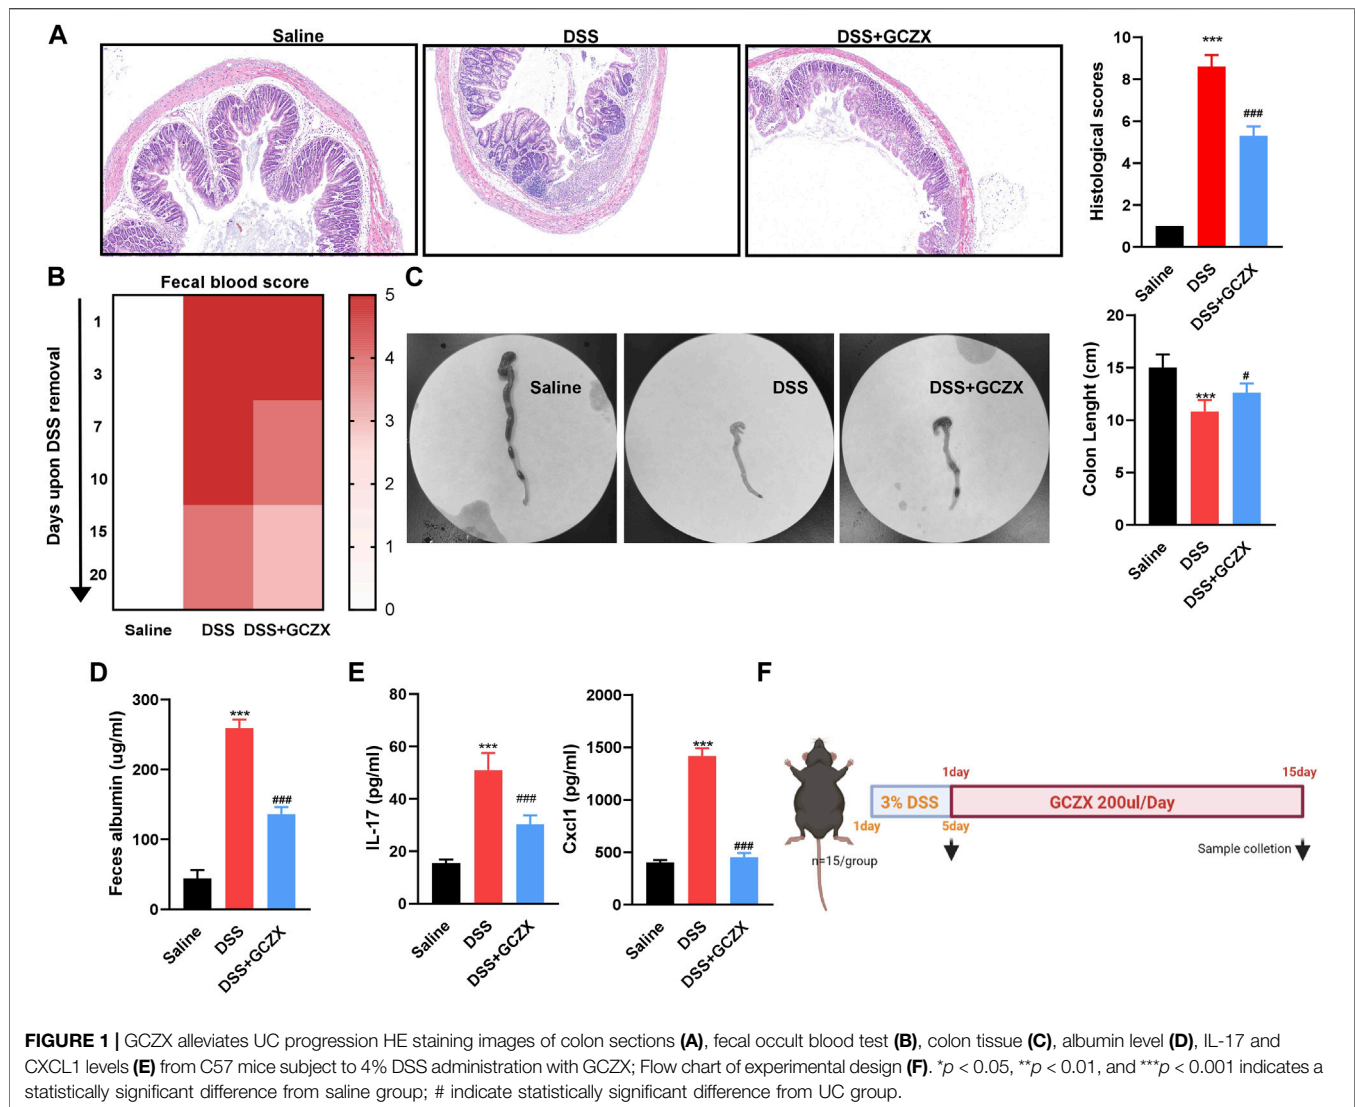 A
Saline
DSS
DSS+GCZX
Histological scores
10
8
6
4
2
0
***
###
Saline
DSS
DSS+GCZX
B
Fecal blood score
Days upon DSS removal
1
3
7
10
15
20
Saline
DSS
DSS+GCZX
5
4
3
2
1
0
C
Saline
DSS
DSS+GCZX
Colon Lenght (cm)
20
15
10
5
0
***
#
Saline
DSS
DSS+GCZX
D
Feces albumin (ug/ml)
300
200
100
0
***
###
Saline
DSS
DSS+GCZX
E
IL-17 (pg/ml)
80
60
40
20
0
***
###
Saline
DSS
DSS+GCZX
Cxcl1 (pg/ml)
2000
1500
1000
500
0
***
###
Saline
DSS
DSS+GCZX
F
1day
15day
3% DSS
GCZX 200ul/Day
1day
5day
n=15/group
Sample colletion
FIGURE 1 | GCZX alleviates UC progression HE staining images of colon sections (A), fecal occult blood test (B), colon tissue (C), albumin level (D), IL-17 and
CXCL1 levels (E) from C57 mice subject to 4% DSS administration with GCZX; Flow chart of experimental design (F). *p < 0.05, **p < 0.01, and ***p < 0.001 indicates a
statistically significant difference from saline group; # indicate statistically significant difference from UC group.